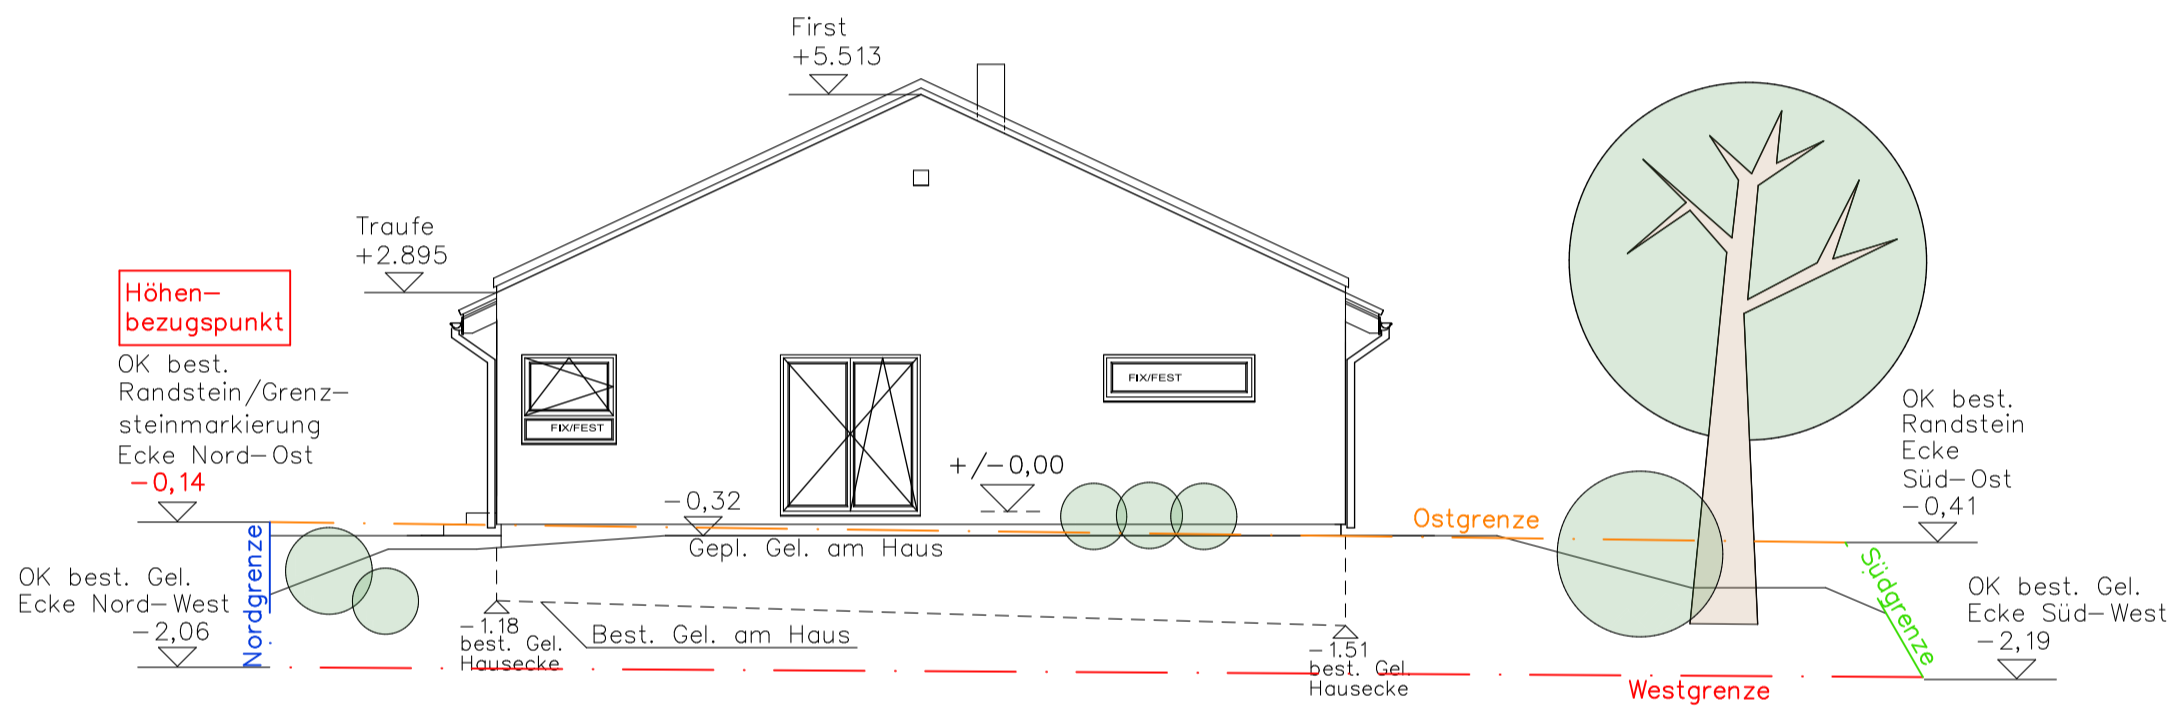 First
+5.513
Traufe
+2.895
Höhen-
bezugspunkt
OK best.
Randstein/Grenz-
steinmarkierung
Ecke Nord-Ost
-0,14
FIX/FEST
FIX/FEST
+/-0,00
-0,32
Gepl. Gel. am Haus
Ostgrenze
OK best.
Randstein
Ecke
Süd-Ost
-0,41
Nordgrenze
OK best. Gel.
Ecke Nord-West
-2,06
-1.18
best. Gel.
Hausecke
Best. Gel. am Haus
-1.51
best. Gel.
Hausecke
Westgrenze
Südgrenze
OK best. Gel.
Ecke Süd-West
-2,19